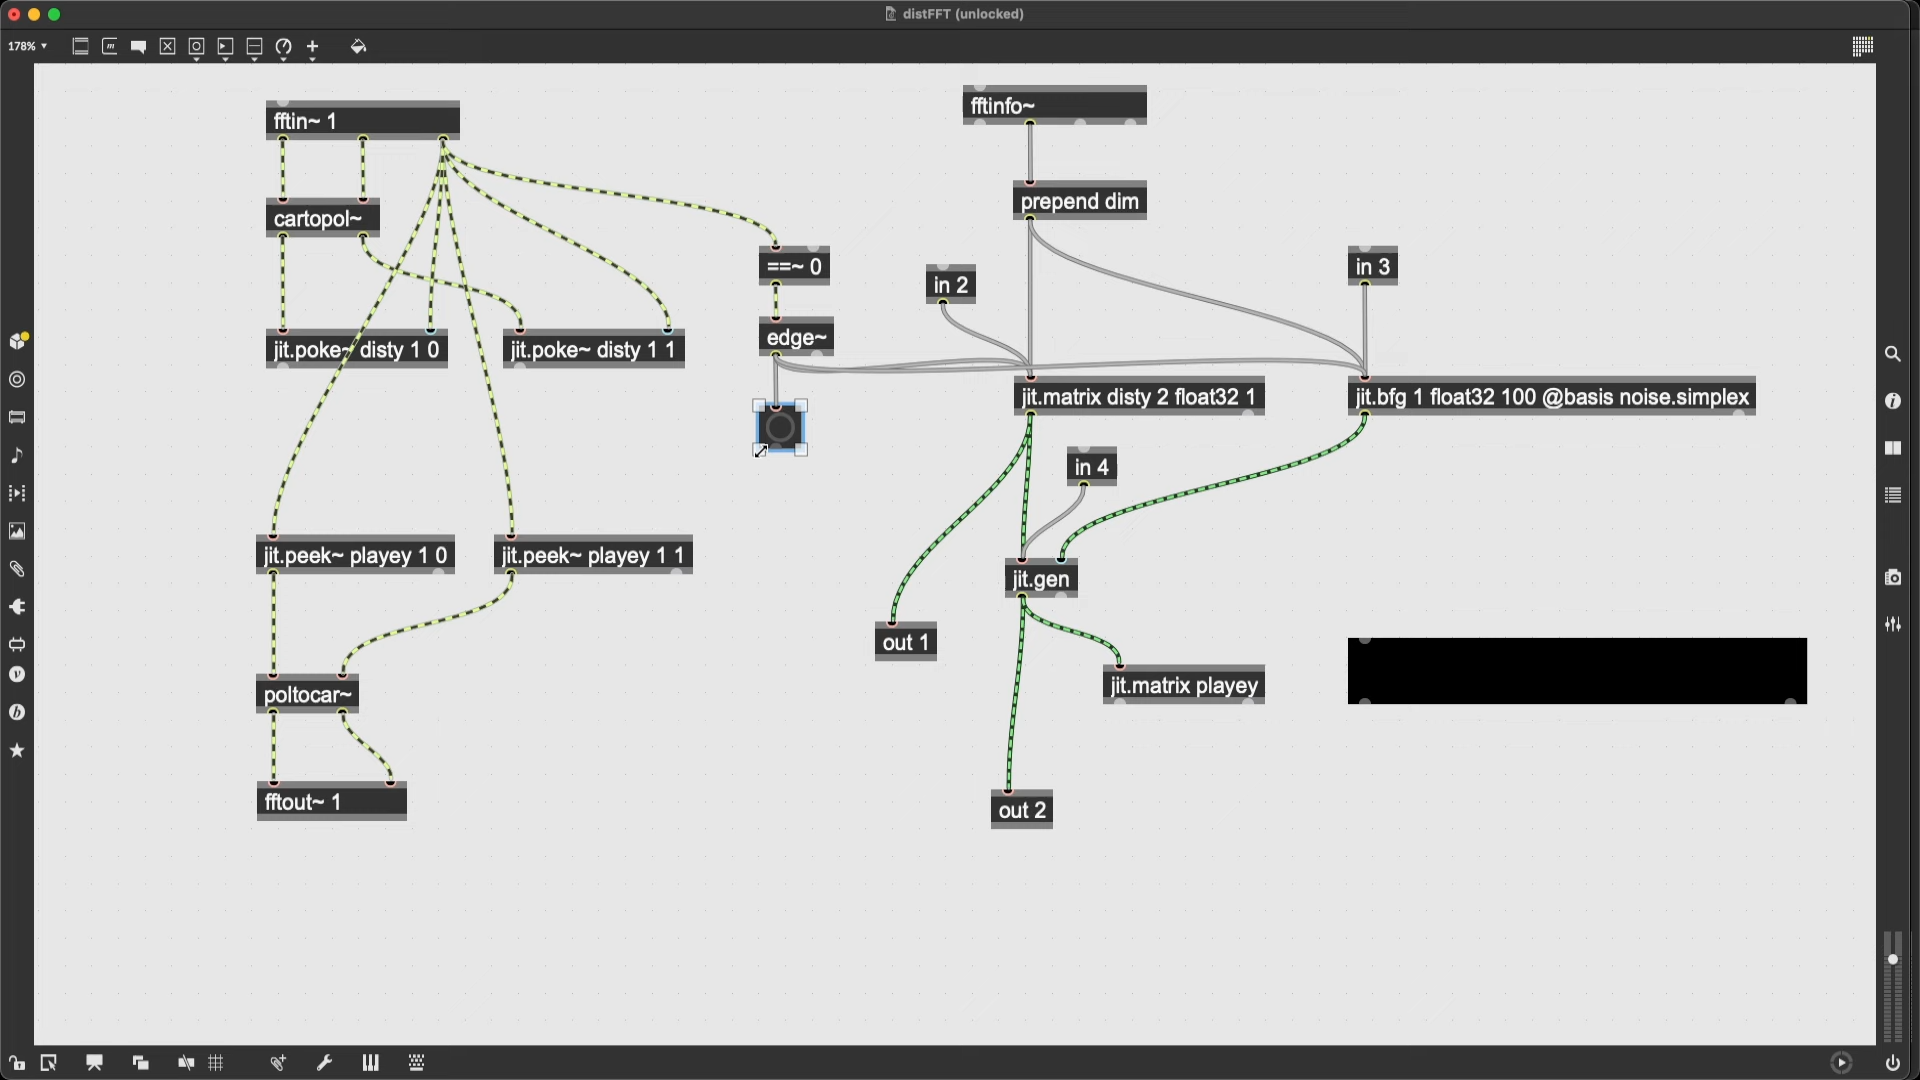 distFFT (unlocked)
178%
fftin~ 1
fftinfo~
cartopol~
prepend dim
==~ 0
in 2
in 3
edge~
jit.poke~ disty 1 0
jit.poke~ disty 1 1
jit.matrix disty 2 float32 1
jit.bfg 1 float32 100 @basis noise.simplex
in 4
jit.peek~ playey 1 0
jit.peek~ playey 1 1
jit.gen
out 1
poltocar~
jit.matrix playey
fftout~ 1
out 2